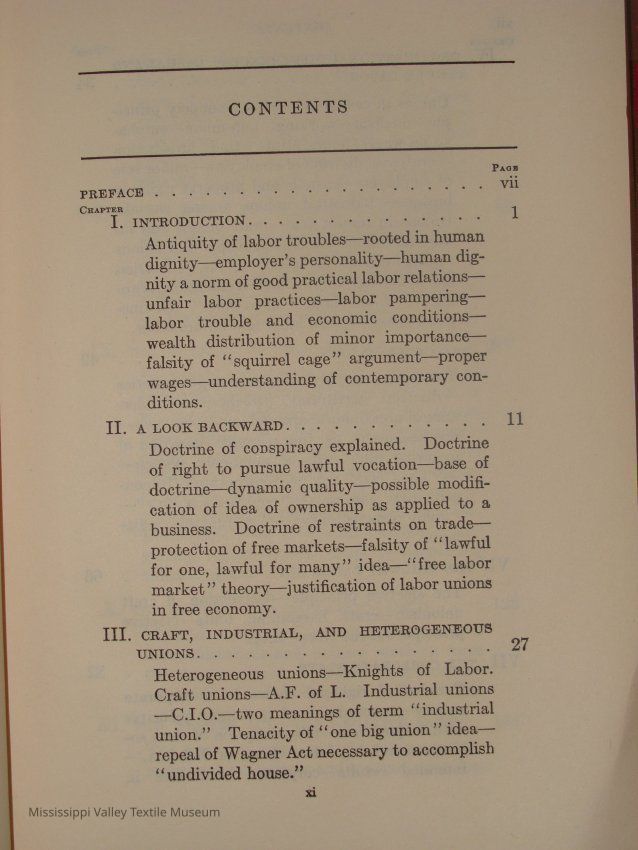 CONTENTS
PAGE
PREFACE . . . . . . . . . . . . . . . . . . vii
CHAPTER
I. INTRODUCTION. . . . . . . . . . . . . 1
Antiquity of labor troubles—rooted in human
dignity—employer's personality—human dig-
nity a norm of good practical labor relations—
unfair labor practices—labor pampering—
labor trouble and economic conditions—
wealth distribution of minor importance—
falsity of "squirrel cage" argument—proper
wages—understanding of contemporary con-
ditions.
II. A LOOK BACKWARD. . . . . . . . . . . 11
Doctrine of conspiracy explained. Doctrine
of right to pursue lawful vocation—base of
doctrine—dynamic quality—possible modifi-
cation of idea of ownership as applied to a
business. Doctrine of restraints on trade—
protection of free markets—falsity of "lawful
for one, lawful for many" idea—"free labor
market" theory—justification of labor unions
in free economy.
III. CRAFT, INDUSTRIAL, AND HETEROGENEOUS
UNIONS. . . . . . . . . . . . . . . . 27
Heterogeneous unions—Knights of Labor.
Craft unions—A.F. of L. Industrial unions
—C.I.O.—two meanings of term "industrial
union." Tenacity of "one big union" idea—
repeal of Wagner Act necessary to accomplish
"undivided house."
xi
Mississippi Valley Textile Museum